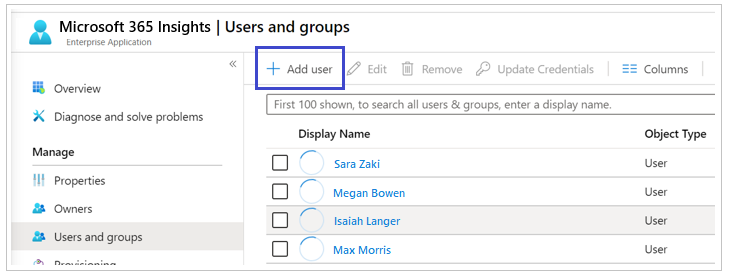 Microsoft 365 Insights | Users and groups
Enterprise Application
«
Overview
Diagnose and solve problems
Manage
Properties
Owners
Users and groups
Provisioning
+ Add user Edit Remove Update Credentials Columns
First 100 shown, to search all users & groups, enter a display name.
Display Name Object Type
Sara Zaki User
Megan Bowen User
Isaiah Langer User
Max Morris User